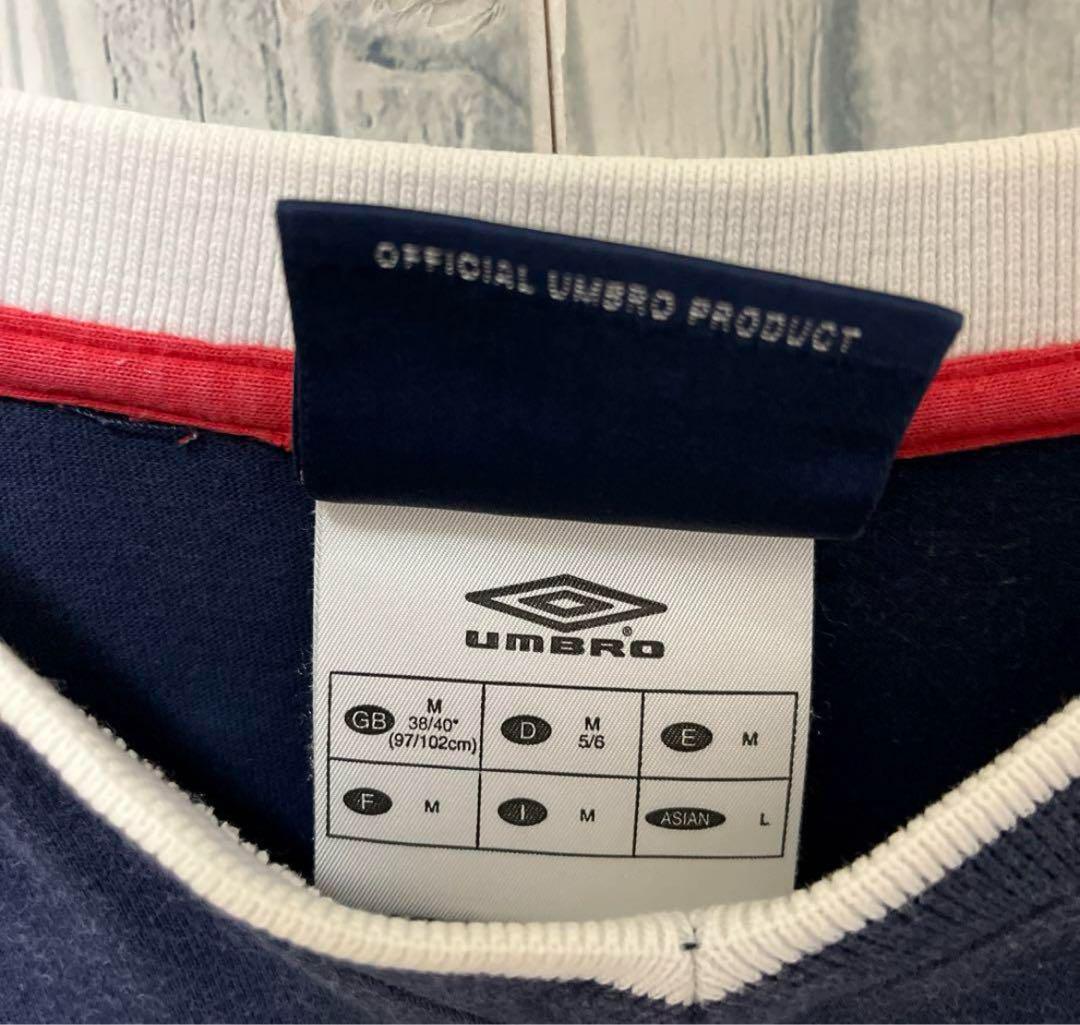 OFFICIAL UMBRO PRODUCT
UMBRO®
GB M 38/40" (97/102cm)
D M 5/6
E M
F M
I M
ASIAN L